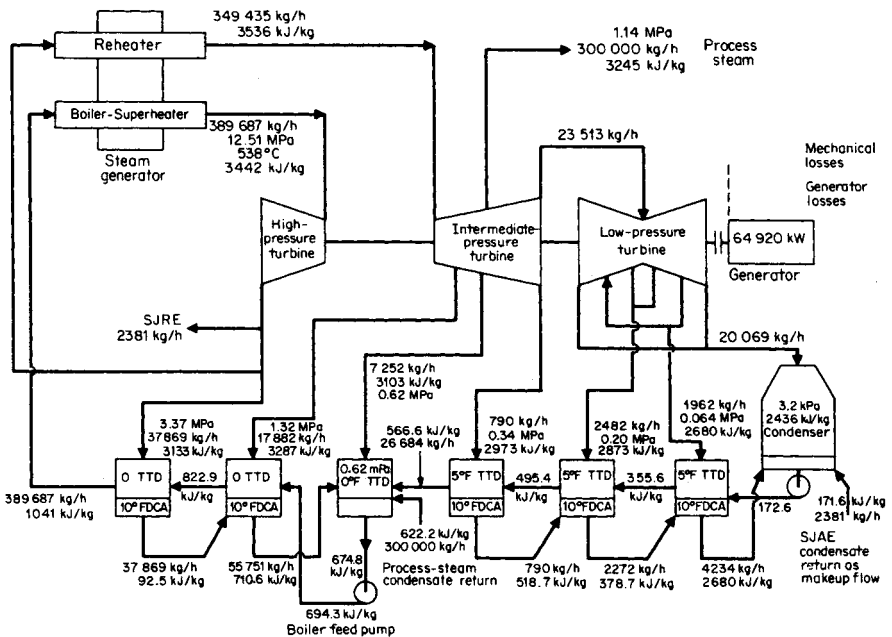 349 435 kg/h
3536 kJ/kg
Reheater
1.14 MPa
300 000 kg/h
3245 kJ/kg
Process
steam
Boiler-Superheater
389 687 kg/h
12.51 MPa
538°C
3442 kJ/kg
Steam
generator
23 513 kg/h
Mechanical
losses
Generator
losses
High-
pressure
turbine
Intermediate
pressure
turbine
Low-pressure
turbine
64 920 kW
Generator
SJRE
2381 kg/h
20 069 kg/h
7 252 kg/h
3103 kJ/kg
0.62 MPa
3.37 MPa
37869 kg/h
3133 kJ/kg
1.32 MPa
17 882 kg/h
3287 kJ/kg
566.6 kJ/kg
26 684 kg/h
790 kg/h
0.34 MPa
2973 kJ/kg
2482 kg/h
0.20 MPa
2873 kJ/kg
1962 kg/h
0.064 MPa
2680 kJ/kg
3.2 kPa
2436 kJ/kg
Condenser
0 TTD
10°FDCA
822.9
kJ/kg
0 TTD
10°FDCA
0.62 mPa
0°F TTD
5°F TTD
10°FDCA
495.4
kJ/kg
5°F TTD
10°FDCA
355.6
kJ/kg
5°F TTD
10°FDCA
172.6
171.6 kJ/kg
2381 kg/h
389 687 kg/h
1041 kJ/kg
37 869 kg/h
92.5 kJ/kg
55 751 kg/h
710.6 kJ/kg
674.8
kJ/kg
622.2 kJ/kg
300 000 kg/h
Process-steam
condensate return
694.3 kJ/kg
Boiler feed pump
790 kg/h
518.7 kJ/kg
2272 kg/h
378.7 kJ/kg
4234 kg/h
2680 kJ/kg
SJAE
condensate
return as
makeup flow